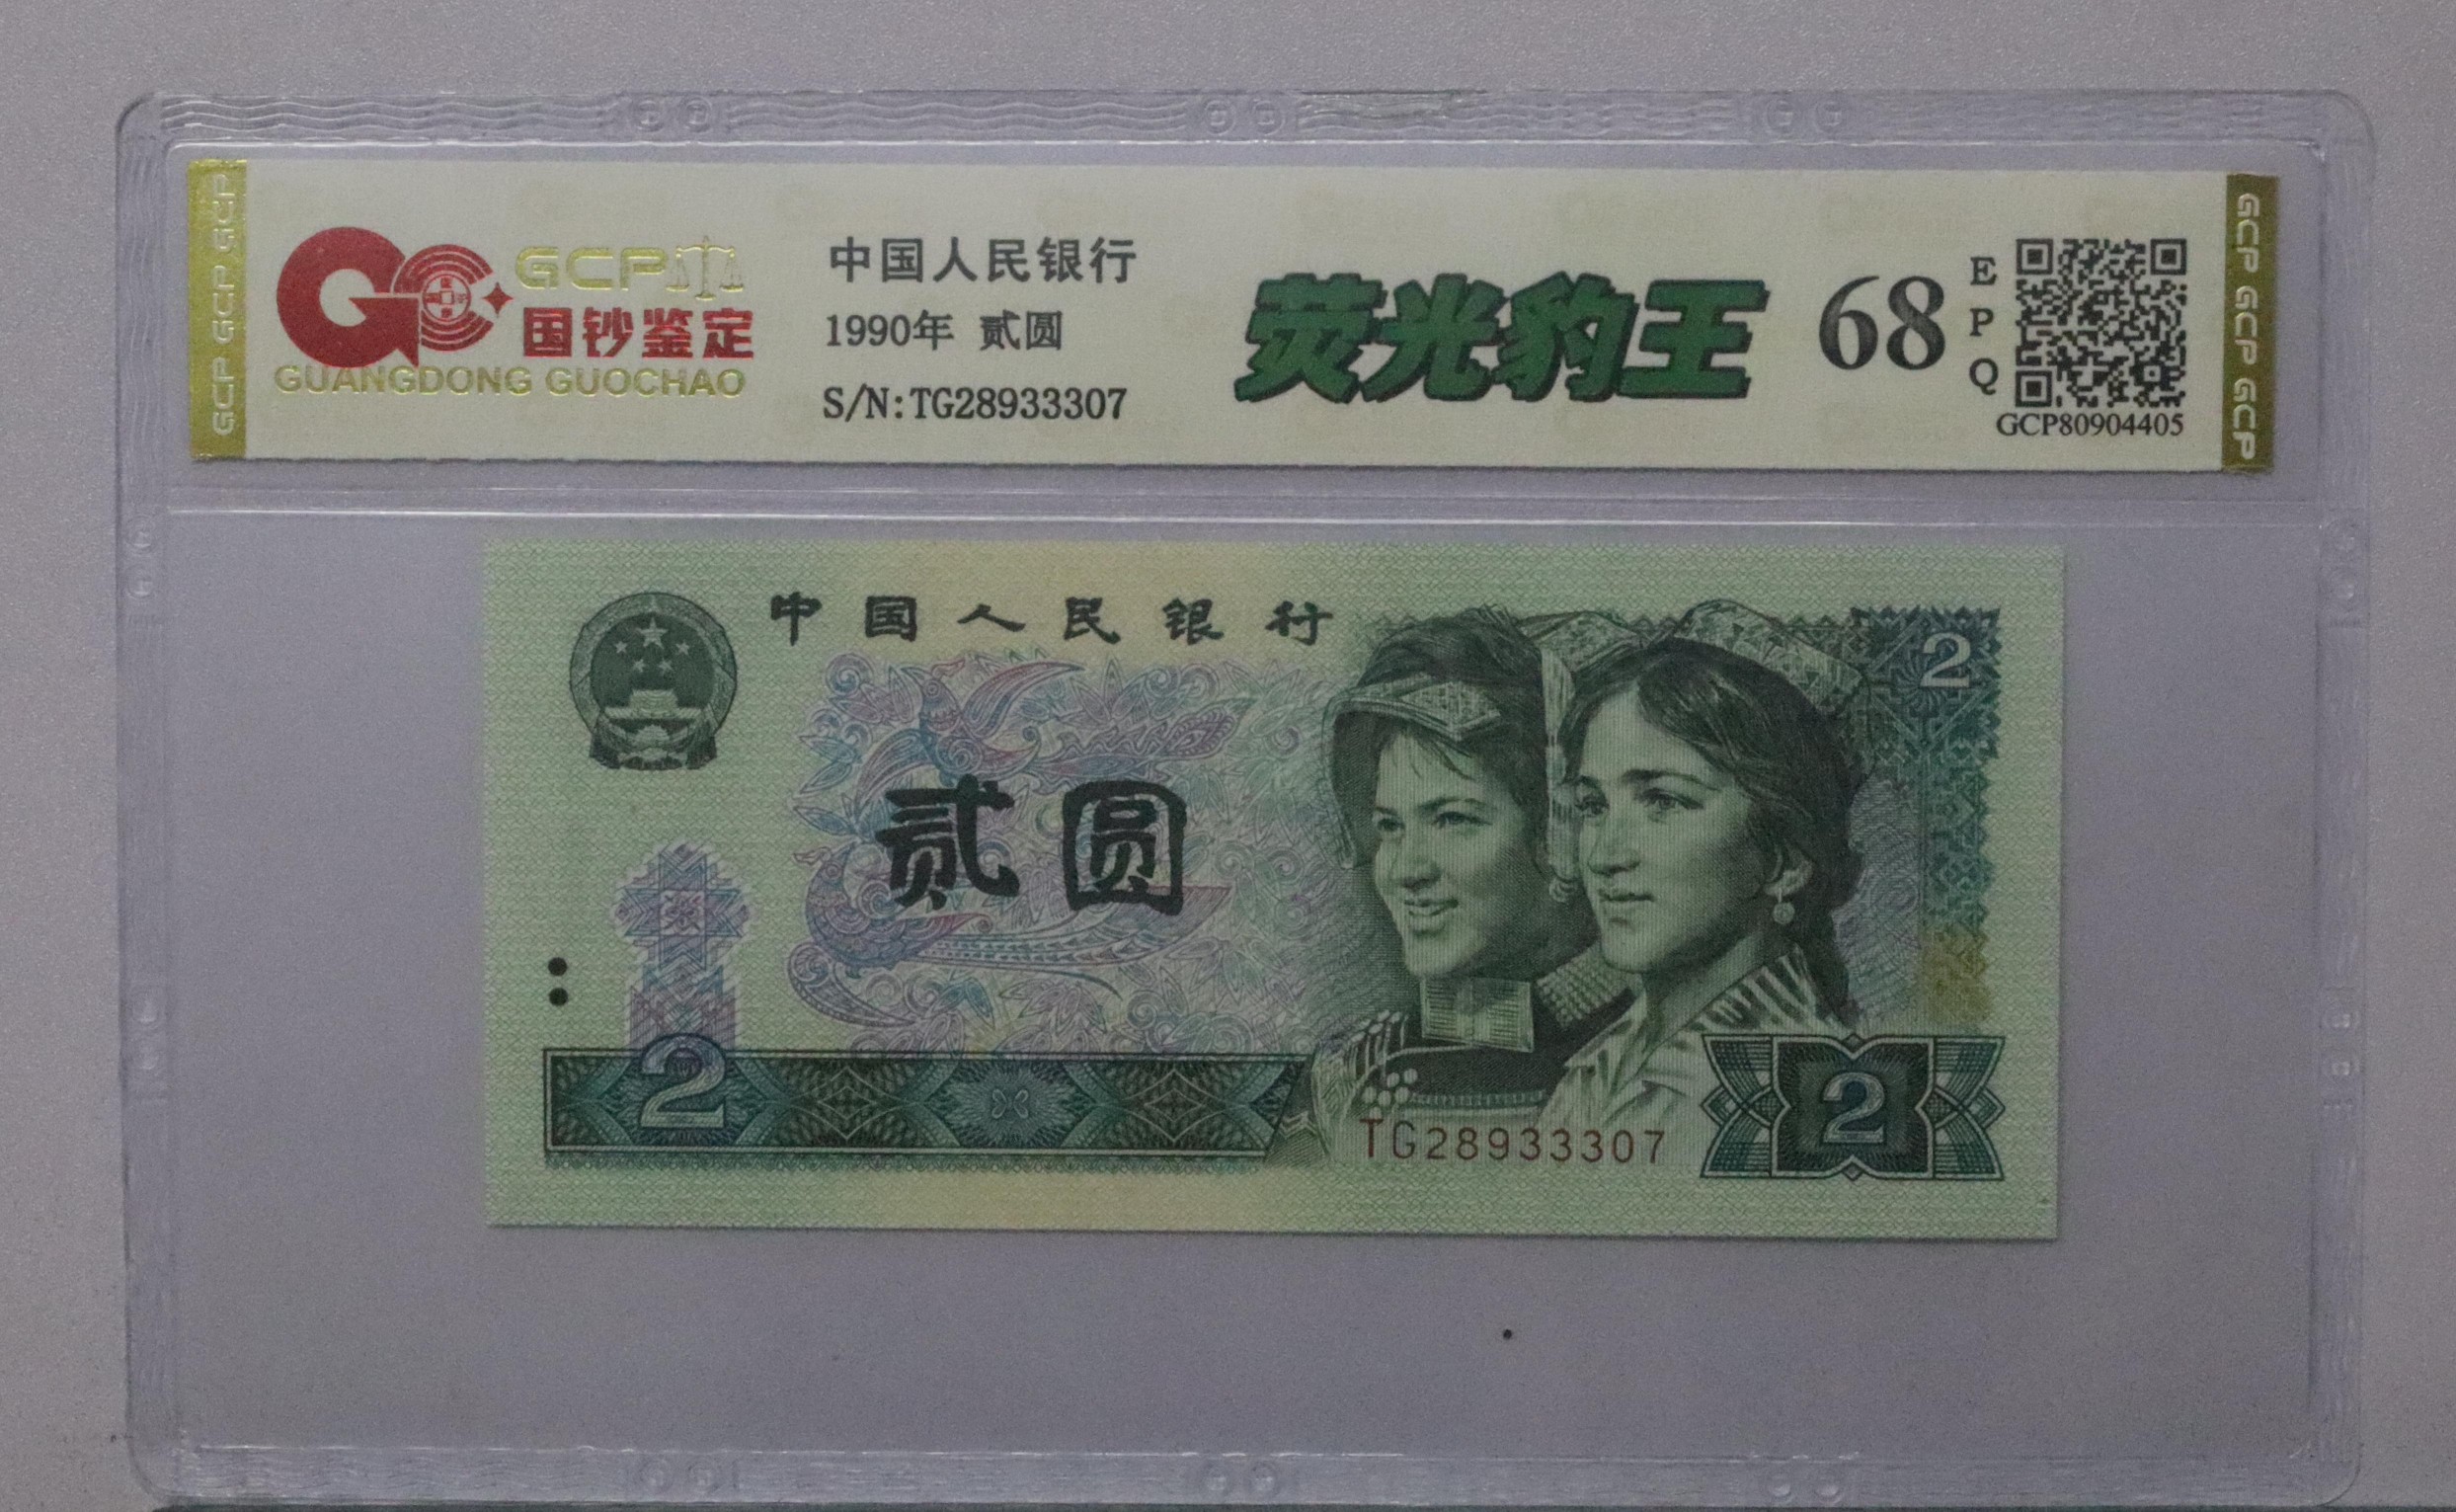 GCP GCP GCP
GCP
国钞鉴定
GUANGDONG GUOCHAO
中国人民银行
1990年 贰圆
S/N:TG28933307
荧光豹王
68
EPQ
GCP80904405
GCP GCP GCP
中国人民银行
2
贰圆
2
TG28933307
2